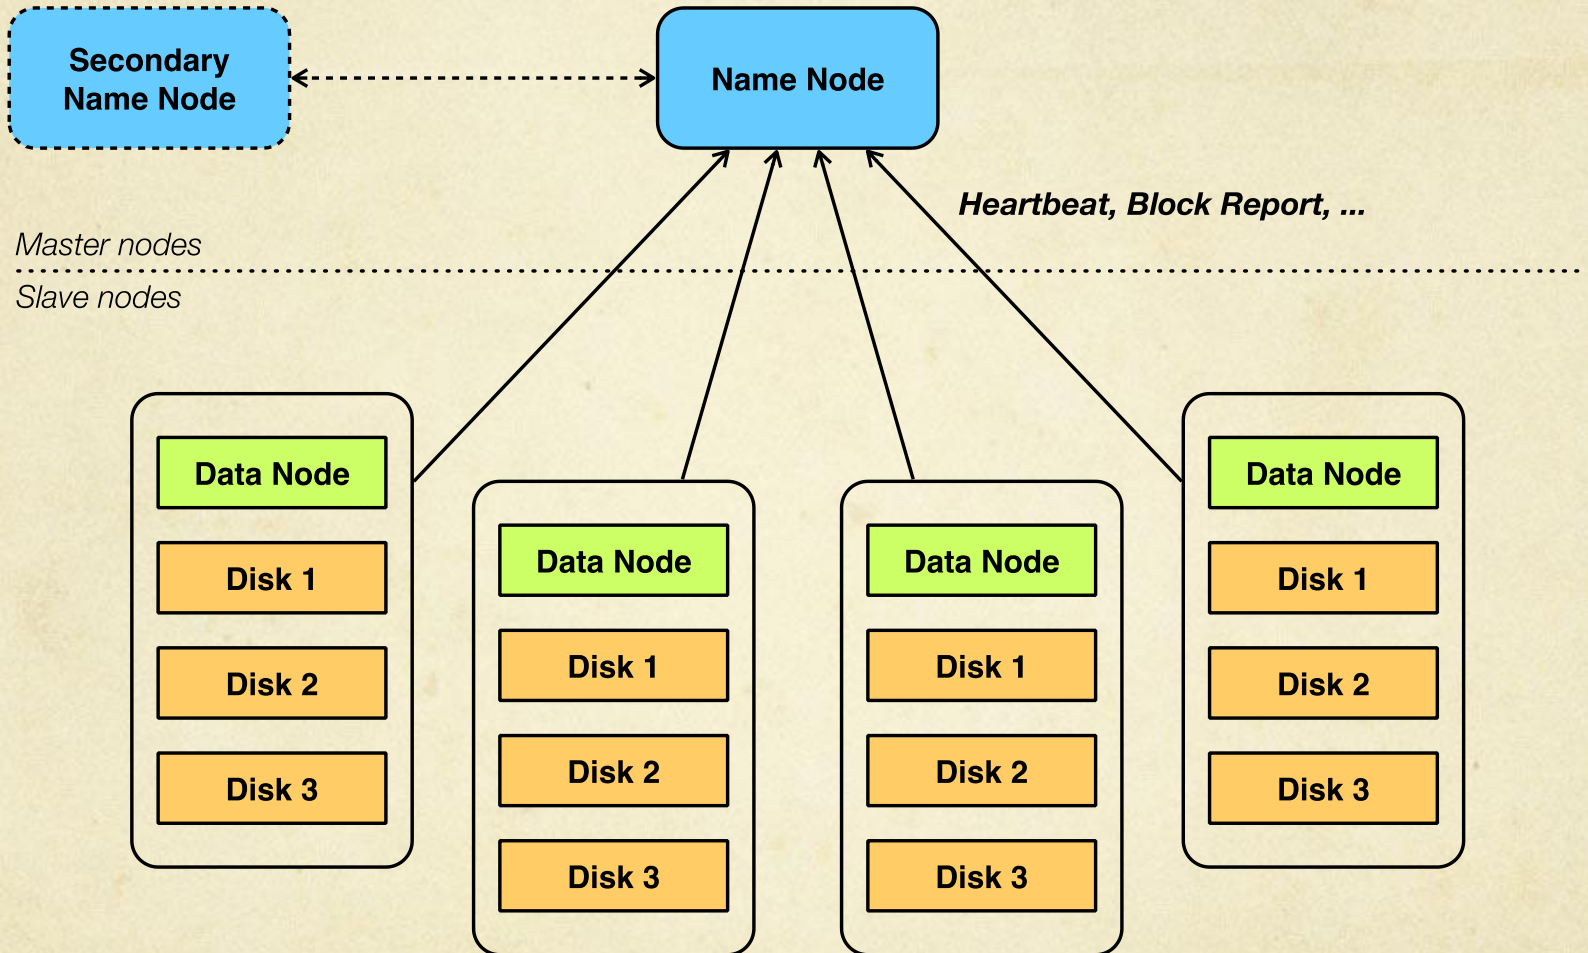 Secondary
Name Node
Name Node
Heartbeat, Block Report, ...
Master nodes
Slave nodes
Data Node
Disk 1
Disk 2
Disk 3
Data Node
Disk 1
Disk 2
Disk 3
Data Node
Disk 1
Disk 2
Disk 3
Data Node
Disk 1
Disk 2
Disk 3